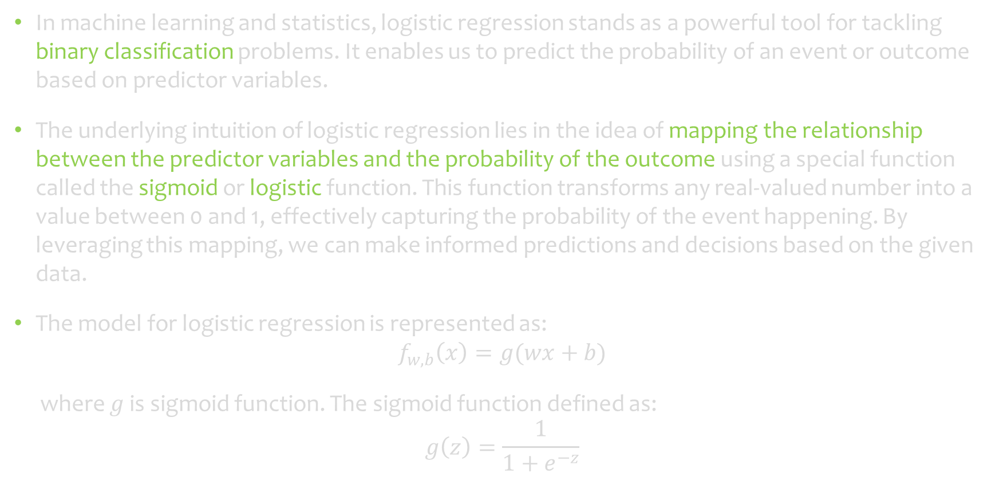 • In machine learning and statistics, logistic regression stands as a powerful tool for tackling
binary classification problems. It enables us to predict the probability of an event or outcome
based on predictor variables.
• The underlying intuition of logistic regression lies in the idea of mapping the relationship
between the predictor variables and the probability of the outcome using a special function
called the sigmoid or logistic function. This function transforms any real-valued number into a
value between 0 and 1, effectively capturing the probability of the event happening. By
leveraging this mapping, we can make informed predictions and decisions based on the given
data.
• The model for logistic regression is represented as:
f_{w,b}(x) = g(wx + b)
where g is sigmoid function. The sigmoid function defined as:
g(z) = \frac{1}{1 + e^{-z}}